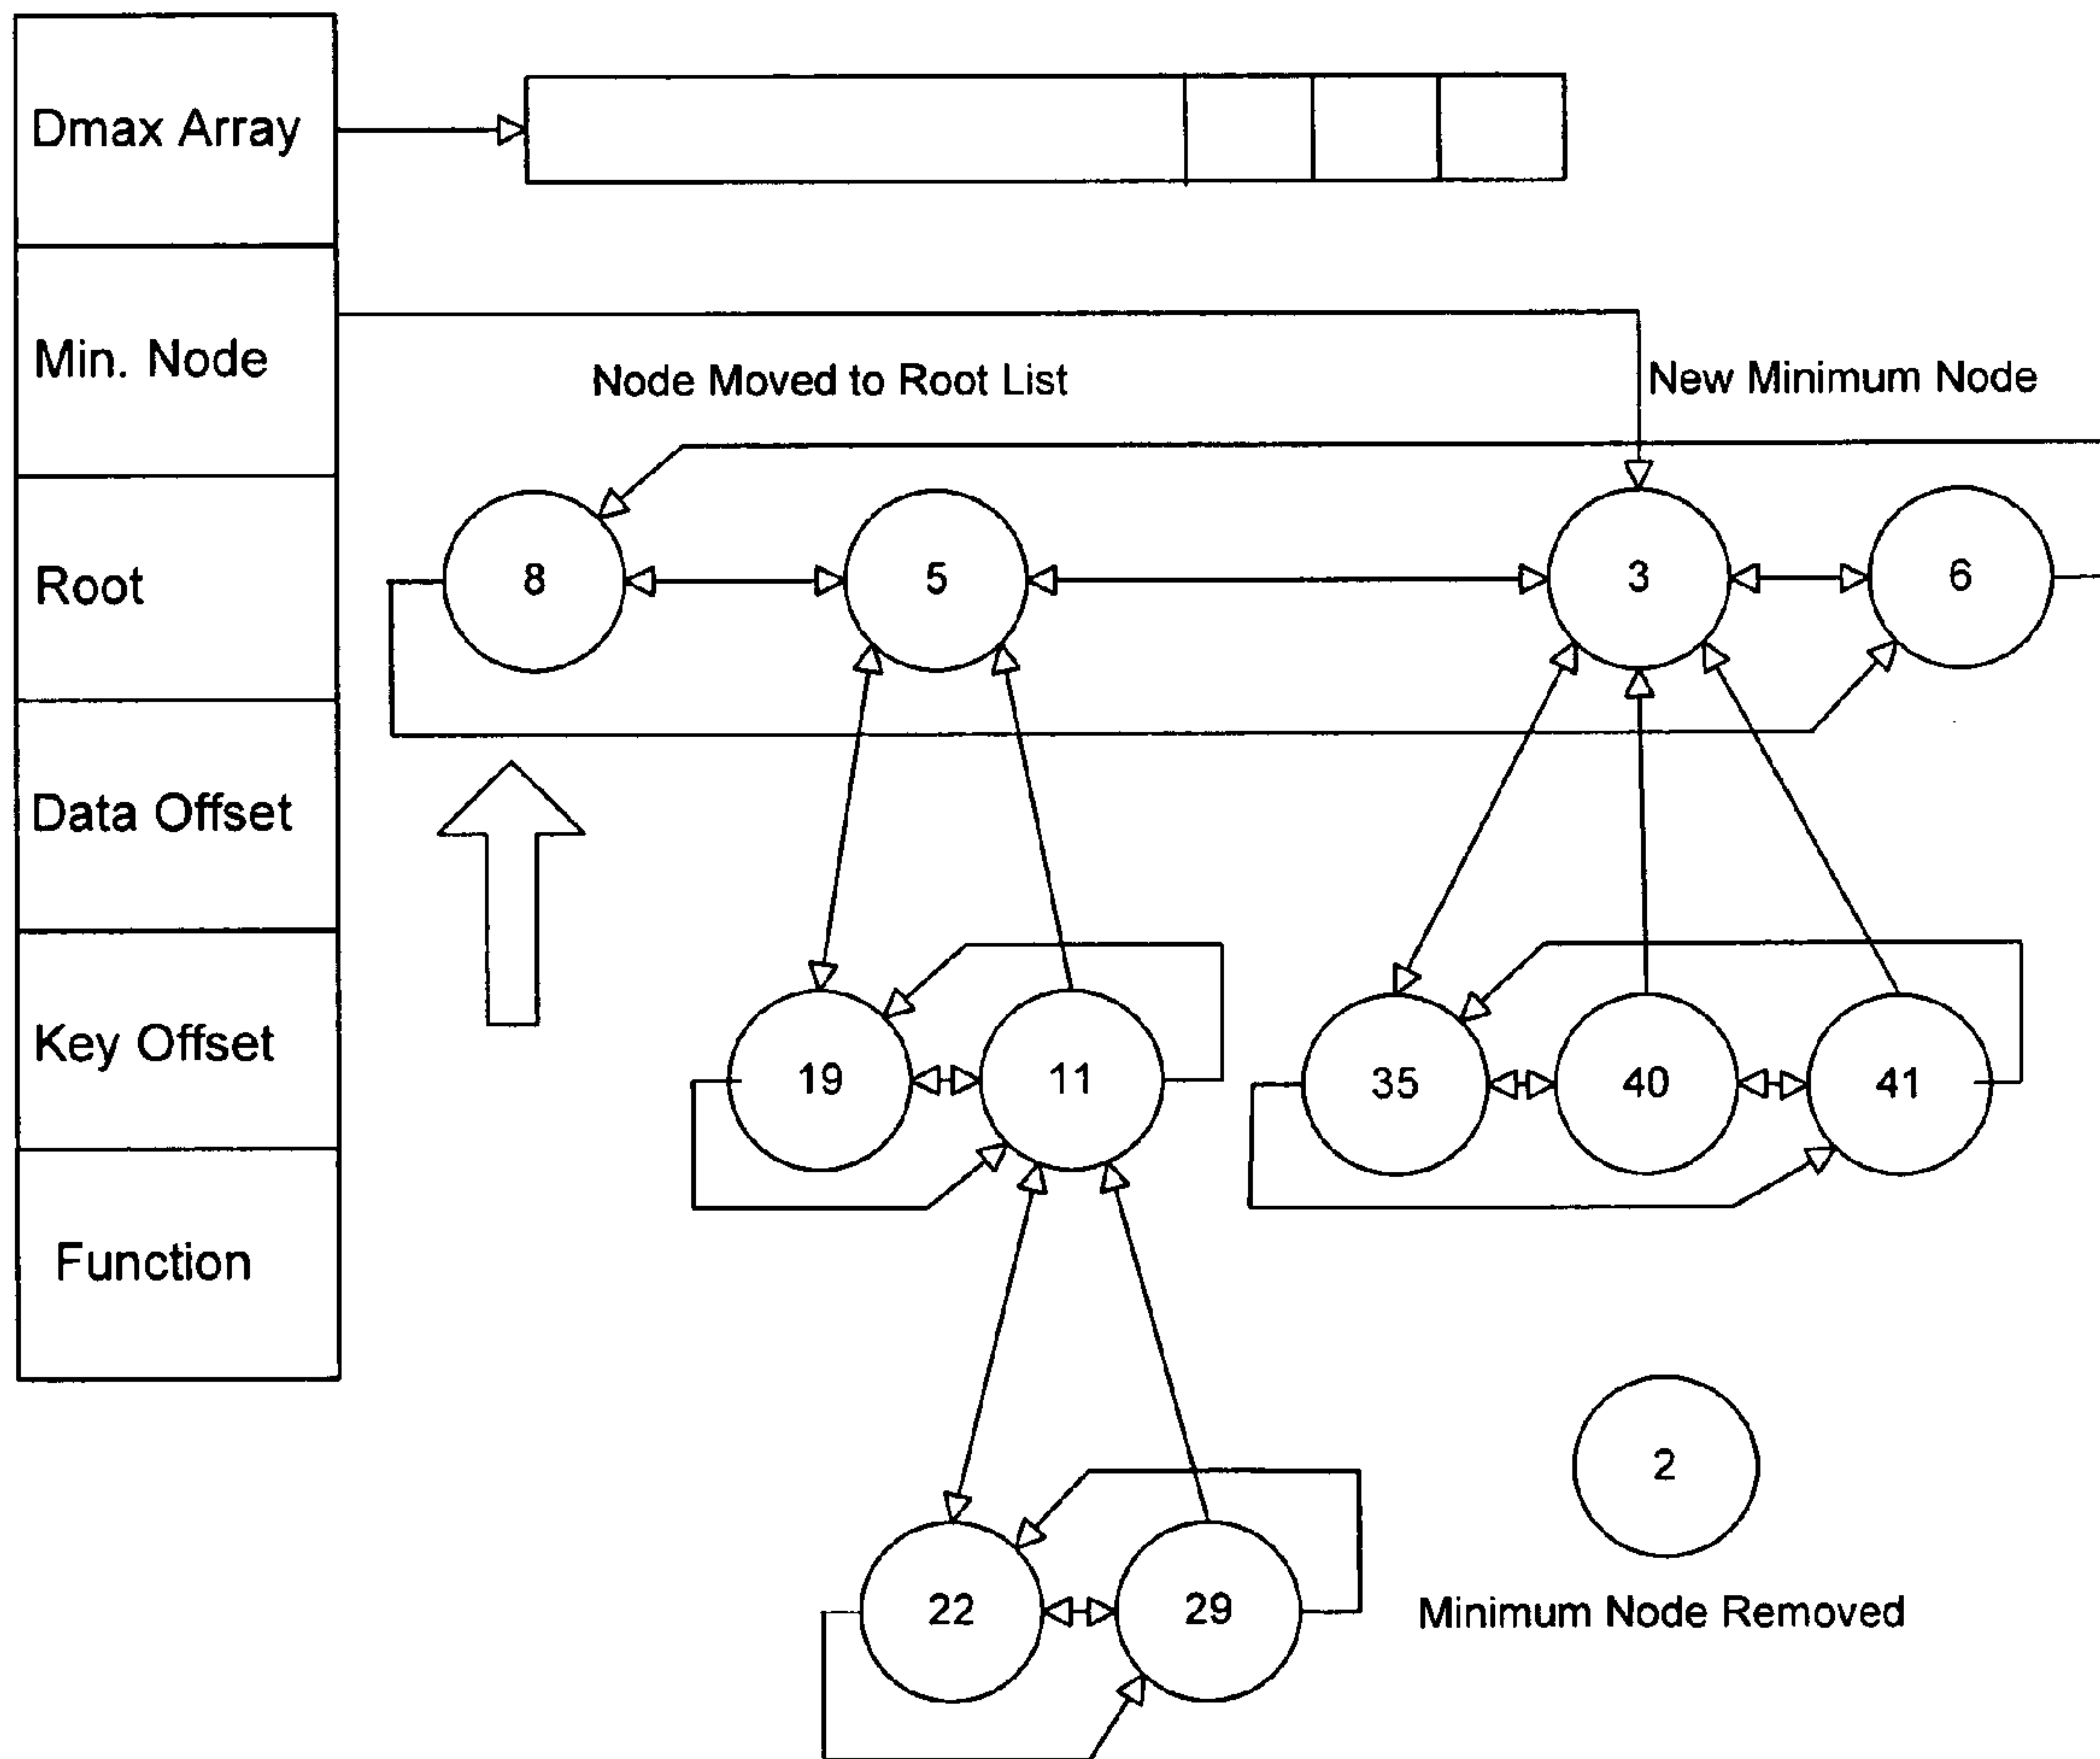 Dmax Array
Min. Node
Node Moved to Root List
New Minimum Node
Root
8
5
3
6
Data Offset
Key Offset
19
11
35
40
41
Function
2
22
29
Minimum Node Removed